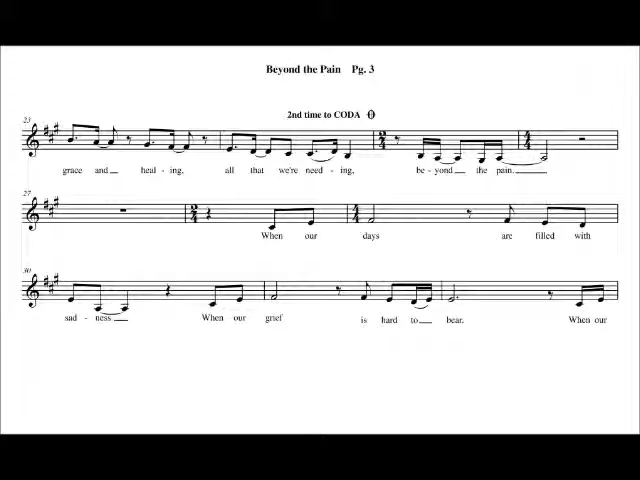 Beyond the Pain Pg. 3
2nd time to CODA
23
grace and heal - ing, all that we're need - ing, be - yond the pain.
27
When our days are filled with
30
sad - ness When our grief is hard to bear. When our